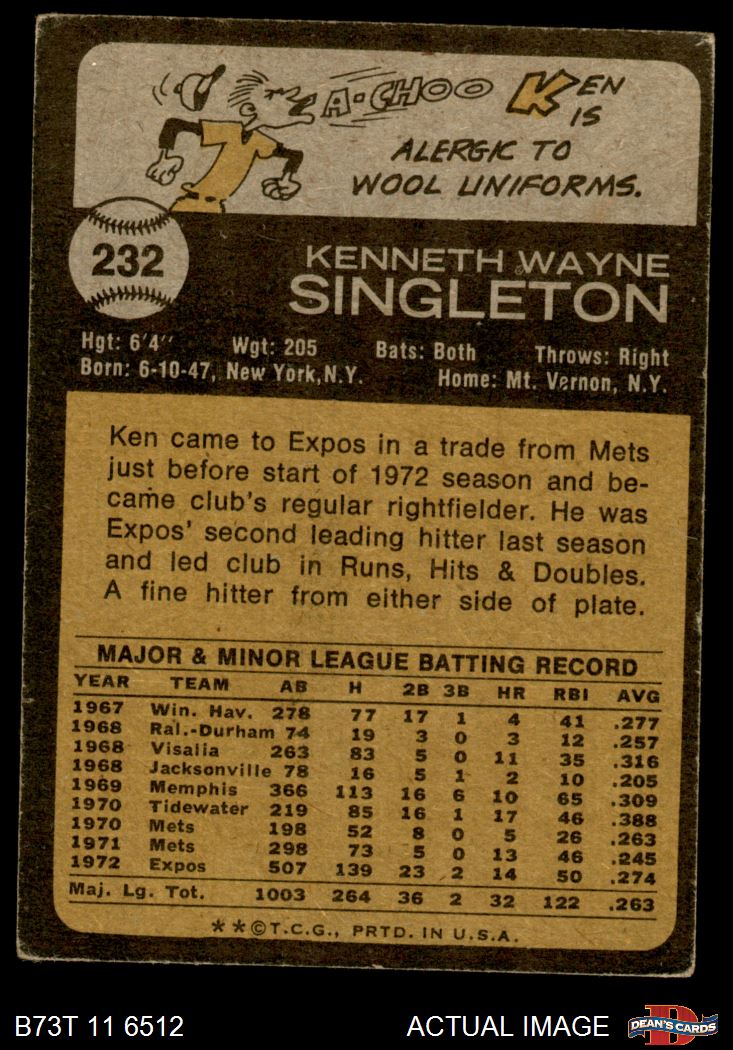 A-CHOO KEN
IS
ALERGIC TO
WOOL UNIFORMS.
232
KENNETH WAYNE
SINGLETON
Hgt: 6'4" Wgt: 205 Bats: Both Throws: Right
Born: 6-10-47, New York, N.Y. Home: Mt. Vernon, N.Y.
Ken came to Expos in a trade from Mets
just before start of 1972 season and be-
came club's regular rightfielder. He was
Expos' second leading hitter last season
and led club in Runs, Hits & Doubles.
A fine hitter from either side of plate.
MAJOR & MINOR LEAGUE BATTING RECORD
YEAR TEAM AB H 2B 3B HR RBI AVG
1967 Win. Hav. 278 77 17 1 4 41 .277
1968 Ral.-Durham 74 19 3 0 3 12 .257
1968 Visalia 263 83 5 0 11 35 .316
1968 Jacksonville 78 16 5 1 2 10 .205
1969 Memphis 366 113 16 6 10 65 .309
1970 Tidewater 219 85 16 1 17 46 .388
1970 Mets 198 52 8 0 5 26 .263
1971 Mets 298 73 5 0 13 46 .245
1972 Expos 507 139 23 2 14 50 .274
Maj. Lg. Tot. 1003 264 36 2 32 122 .263
**©T.C.G., PRTD. IN U.S.A.
B73T 11 6512 ACTUAL IMAGE DEAN'S CARDS